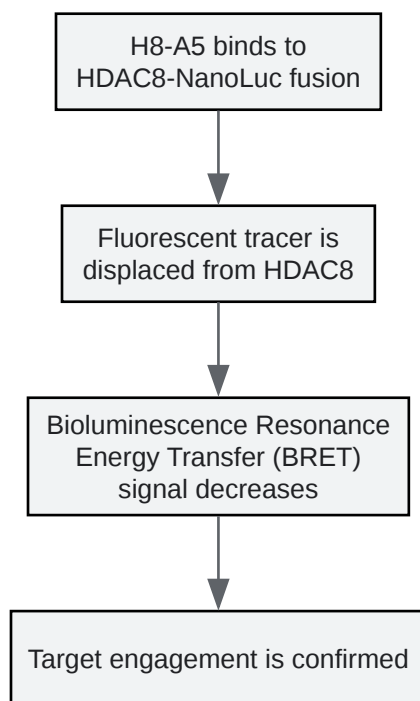 H8-A5 binds to
HDAC8-NanoLuc fusion
Fluorescent tracer is
displaced from HDAC8
Bioluminescence Resonance
Energy Transfer (BRET)
signal decreases
Target engagement is confirmed